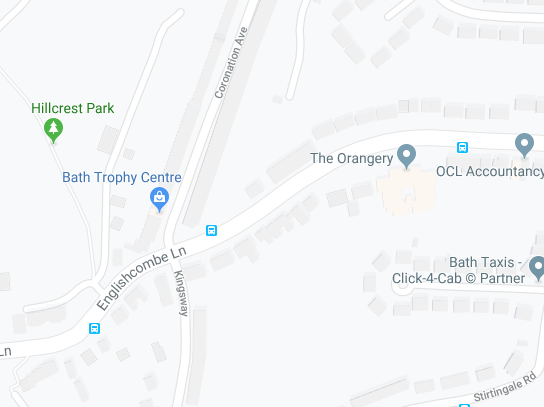 Coronation Ave
Hillcrest Park
The Orangery
OCL Accountancy
Bath Trophy Centre
Englishcombe Ln
Kingsway
Bath Taxis -
Click-4-Cab © Partner
Ln
Stirtingale Rd